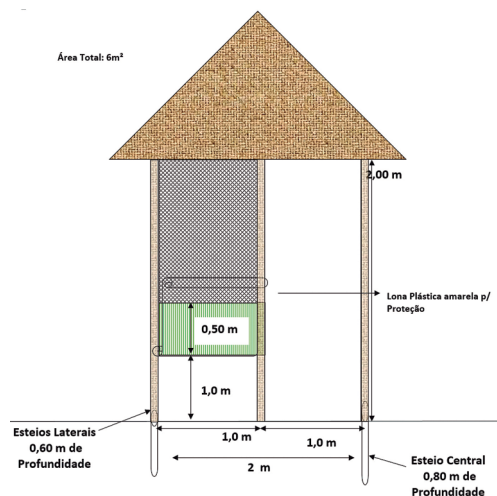 Área Total: 6m²
2,00 m
Lona Plástica amarela p/
Proteção
0,50 m
1,0 m
1,0 m
1,0 m
2 m
Esteios Laterais
0,60 m de
Profundidade
Esteio Central
0,80 m de
Profundidade